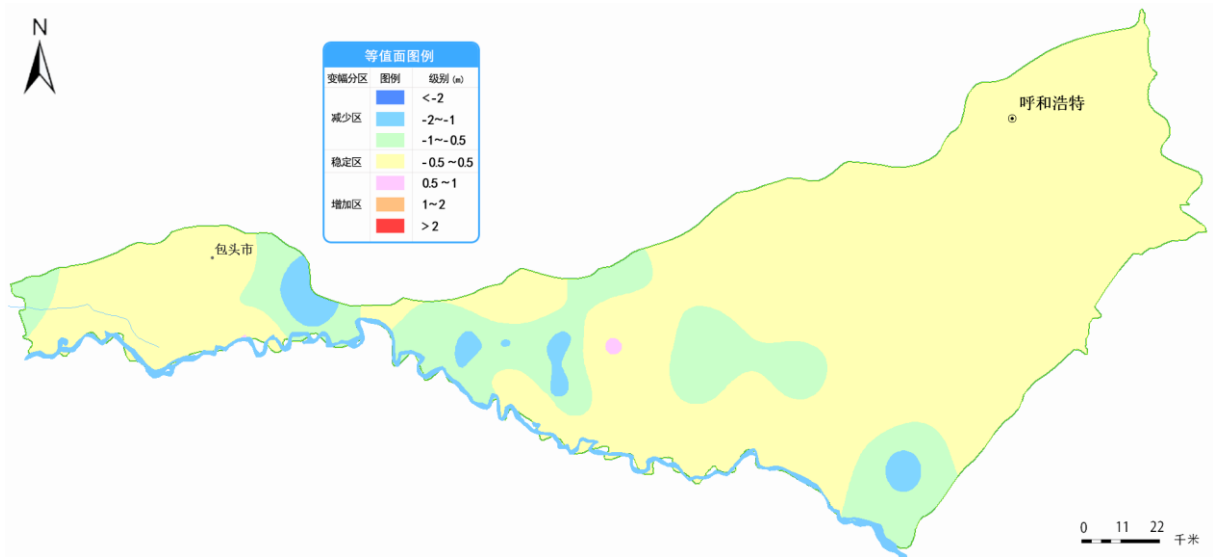 N
等值面图例
变幅分区 图例 级别 (m)
<-2
减少区 -2~-1
-1~-0.5
稳定区 -0.5~0.5
0.5~1
增加区 1~2
>2
呼和浩特
包头市
0 11 22
千米